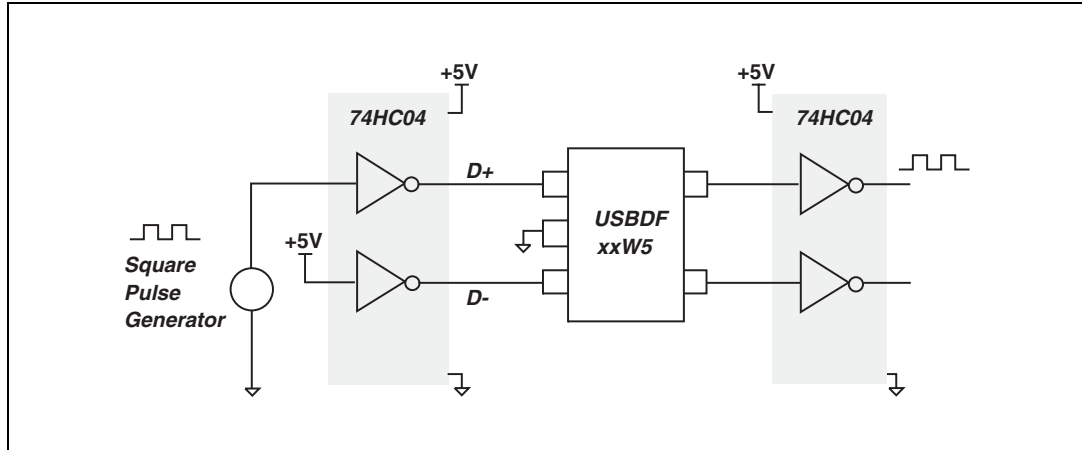 +5V
+5V
74HC04
74HC04
D+
USBDF
xxW5
+5V
Square
Pulse
Generator
D-